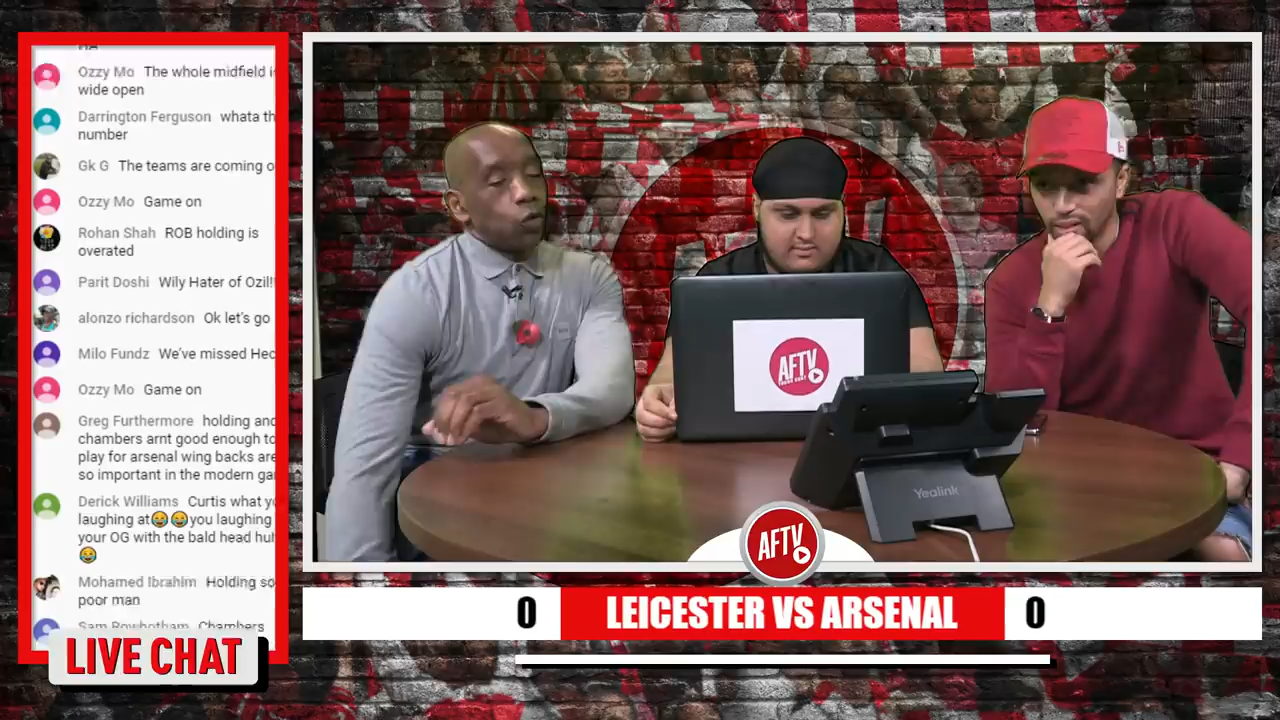 Ozzy Mo The whole midfield i
wide open
Darrington Ferguson whata th
number
Gk G The teams are coming o
Ozzy Mo Game on
Rohan Shah ROB holding is
overated
Parit Doshi Wily Hater of Ozil!!
alonzo richardson Ok let's go
Milo Fundz We've missed Hec
Ozzy Mo Game on
Greg Furthermore holding and
chambers arnt good enough to
play for arsenal wing backs are
so important in the modern ga
Derick Williams Curtis what y
laughing at😂😂you laughing
your OG with the bald head hu
😂
Mohamed Ibrahim Holding so
poor man
Sam Rowbotham Chambers
LIVE CHAT
AFTV
Yealink
AFTV
0 LEICESTER VS ARSENAL 0